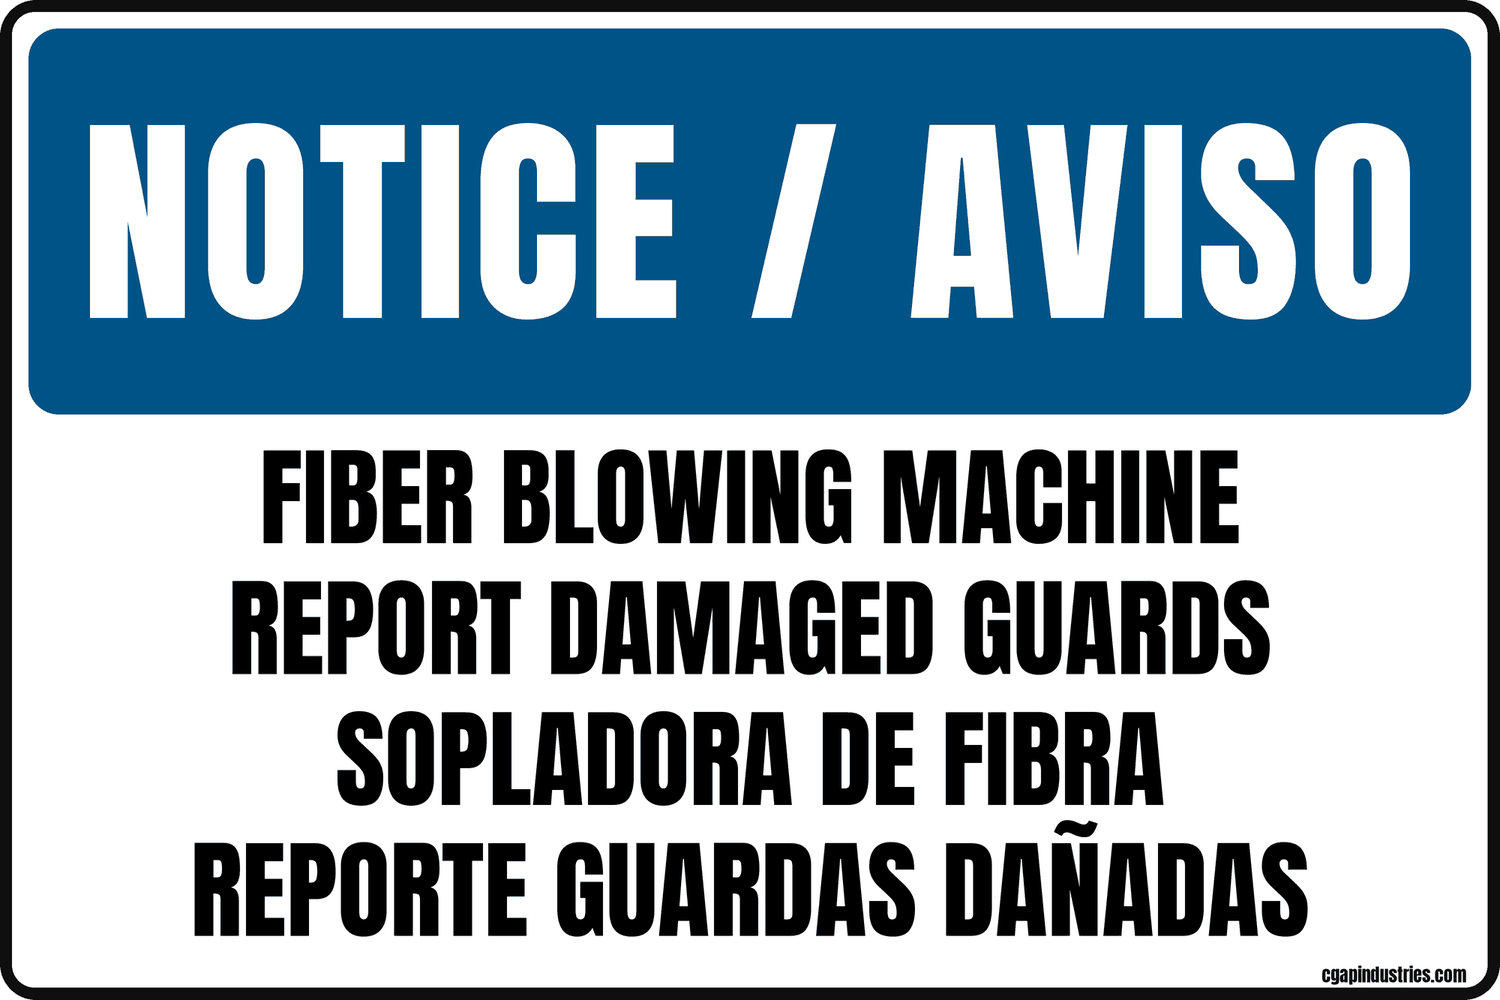 NOTICE / AVISO
FIBER BLOWING MACHINE
REPORT DAMAGED GUARDS
SOPLADORA DE FIBRA
REPORTE GUARDAS DAÑADAS
cgapindustries.com